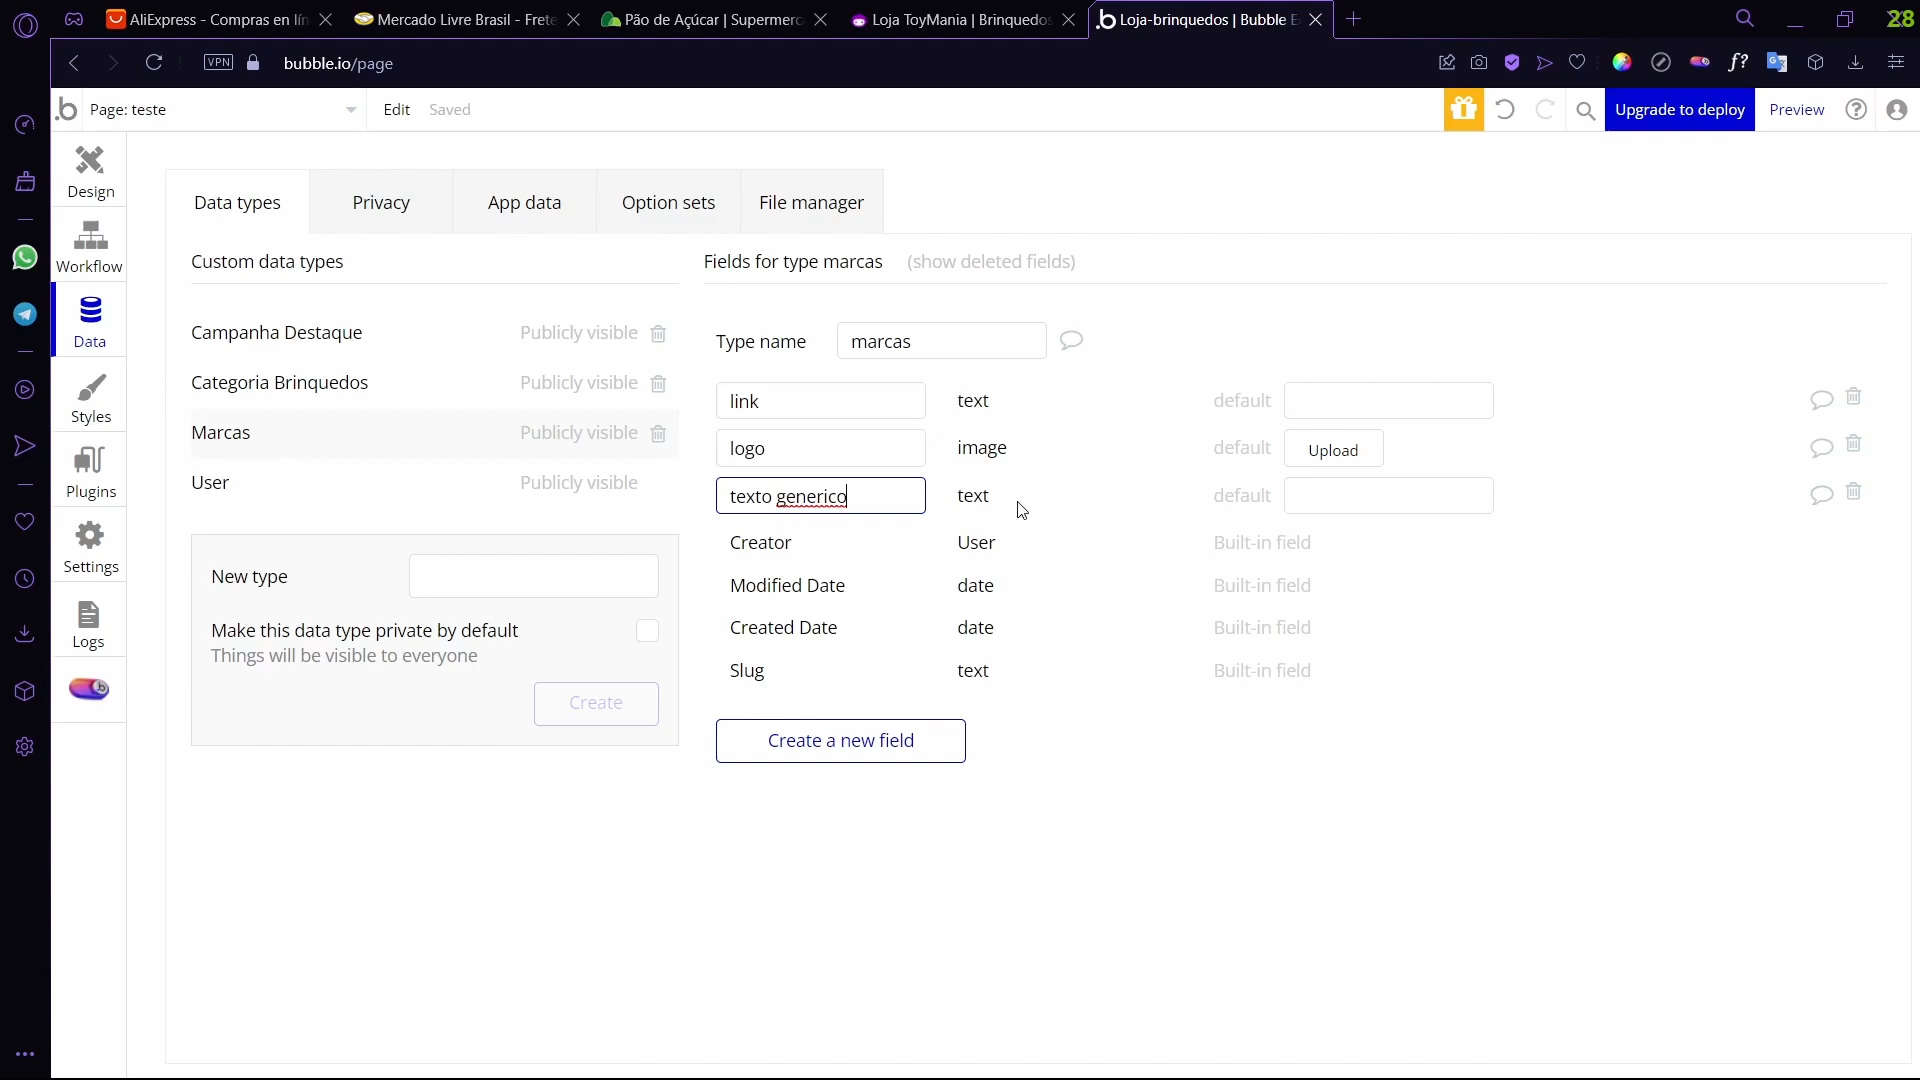 AliExpress - Compras en lín
Mercado Livre Brasil - Frete
Pão de Açúcar | Supermerc
Loja ToyMania | Brinquedos
Loja-brinquedos | Bubble E
28
VPN
bubble.io/page
f?
b
Page: teste
Edit
Saved
Upgrade to deploy
Preview
Design
Workflow
Data
Styles
Plugins
Settings
Logs
Data types
Privacy
App data
Option sets
File manager
Custom data types
Campanha Destaque Publicly visible
Categoria Brinquedos Publicly visible
Marcas Publicly visible
User Publicly visible
New type
Make this data type private by default
Things will be visible to everyone
Create
Fields for type marcas (show deleted fields)
Type name marcas
link text default
logo image default Upload
texto generico text default
Creator User Built-in field
Modified Date date Built-in field
Created Date date Built-in field
Slug text Built-in field
Create a new field